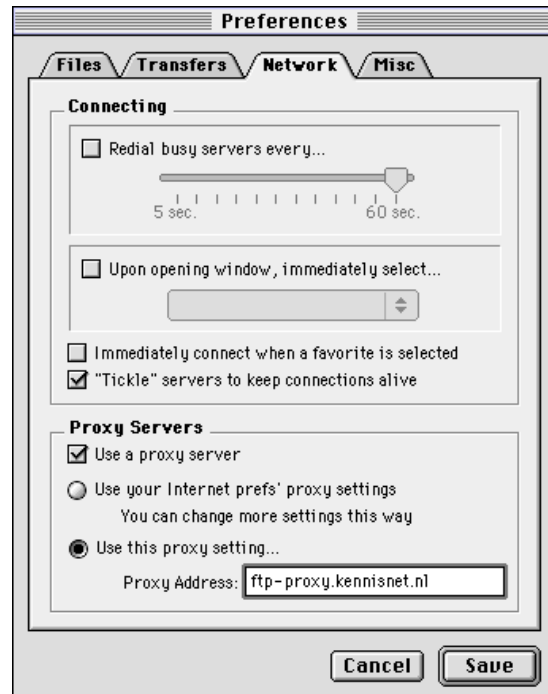 Preferences
Files Transfers Network Misc
Connecting
Redial busy servers every...
5 sec. 60 sec.
Upon opening window, immediately select...
Immediately connect when a favorite is selected
"Tickle" servers to keep connections alive
Proxy Servers
Use a proxy server
Use your Internet prefs' proxy settings
You can change more settings this way
Use this proxy setting...
Proxy Address: ftp-proxy.kennisnet.nl
Cancel Save